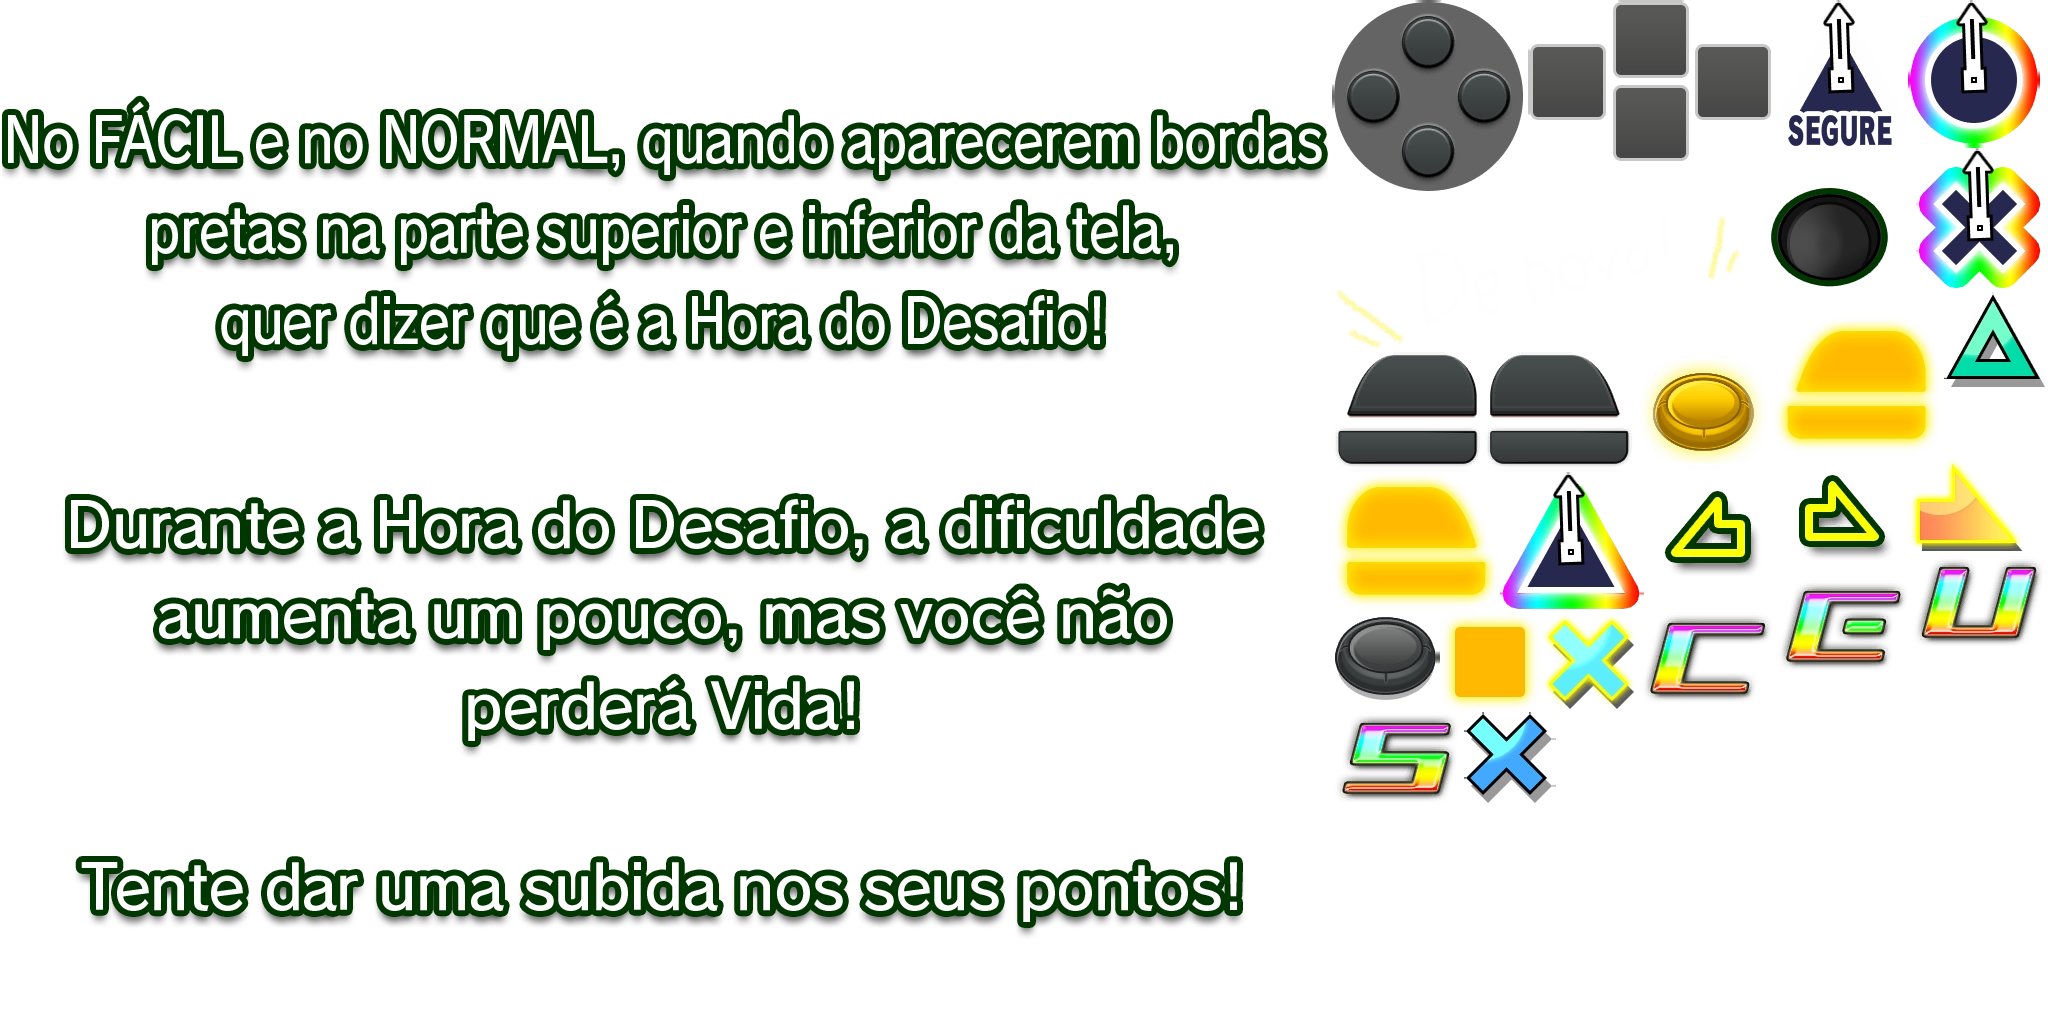 No FÁCIL e no NORMAL, quando aparecerem bordas
pretas na parte superior e inferior da tela,
quer dizer que é a Hora do Desafio!
Durante a Hora do Desafio, a dificuldade
aumenta um pouco, mas você não
perderá Vida!
Tente dar uma subida nos seus pontos!
SEGURE
De novo!
C
E
U
S